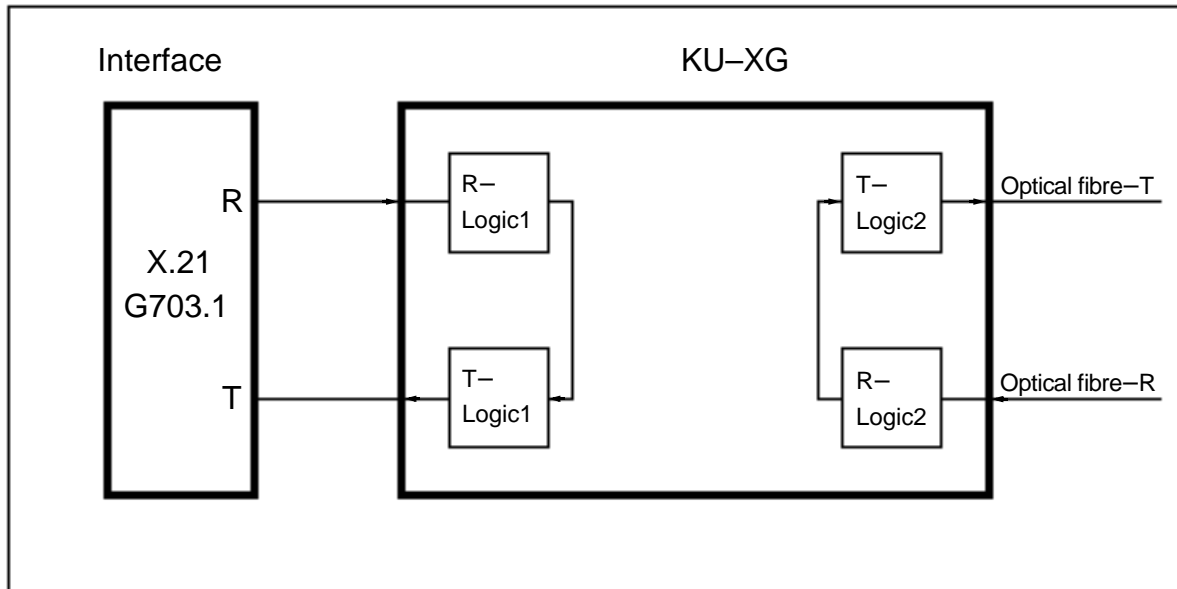 Interface
KU–XG
R
X.21
G703.1
T
R–
Logic1
T–
Logic1
T–
Logic2
R–
Logic2
Optical fibre–T
Optical fibre–R